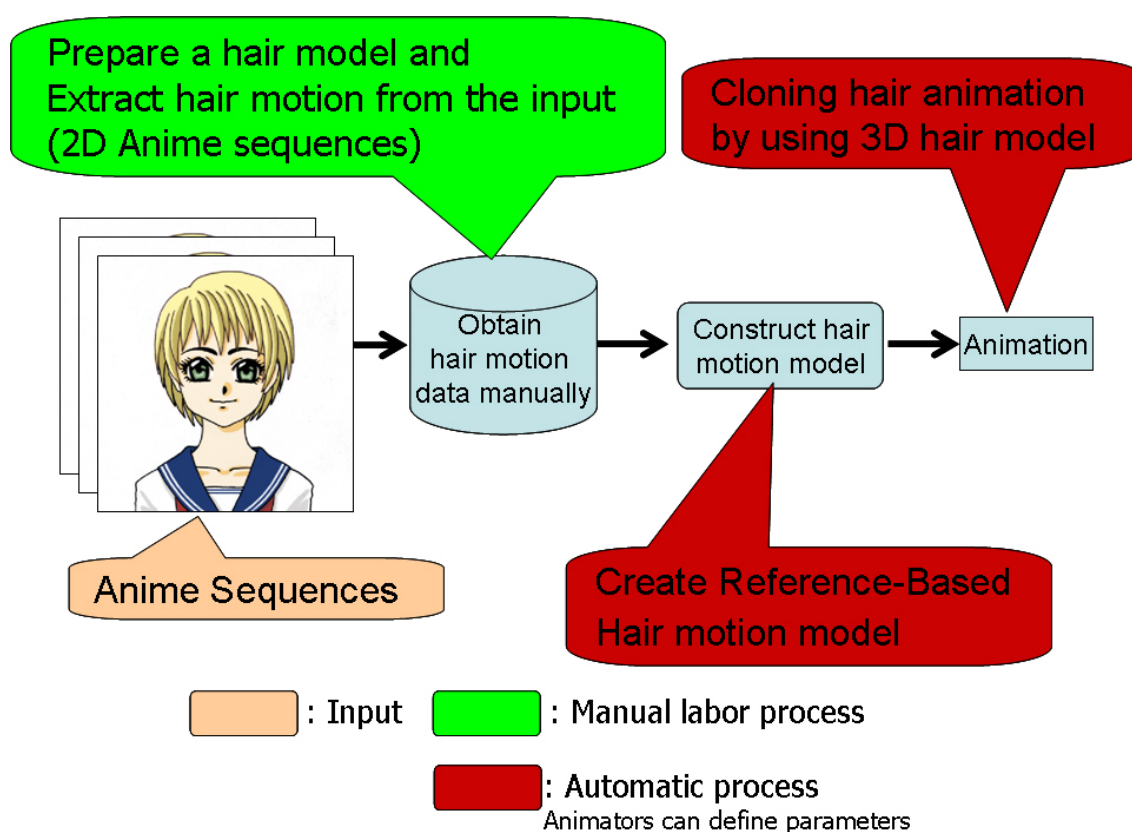 Prepare a hair model and
Extract hair motion from the input
(2D Anime sequences)
Cloning hair animation
by using 3D hair model
Obtain
hair motion
data manually
Construct hair
motion model
Animation
Anime Sequences
Create Reference-Based
Hair motion model
: Input
: Manual labor process
: Automatic process
Animators can define parameters